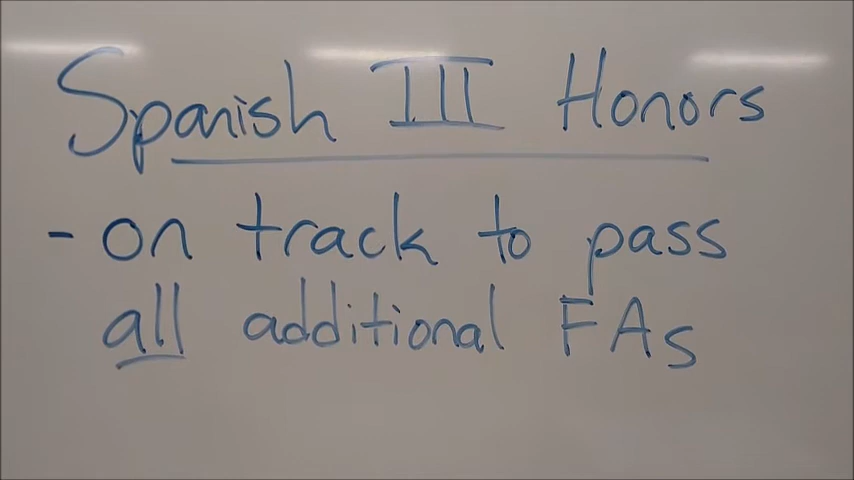 Spanish III Honors
- on track to pass
all additional FAs